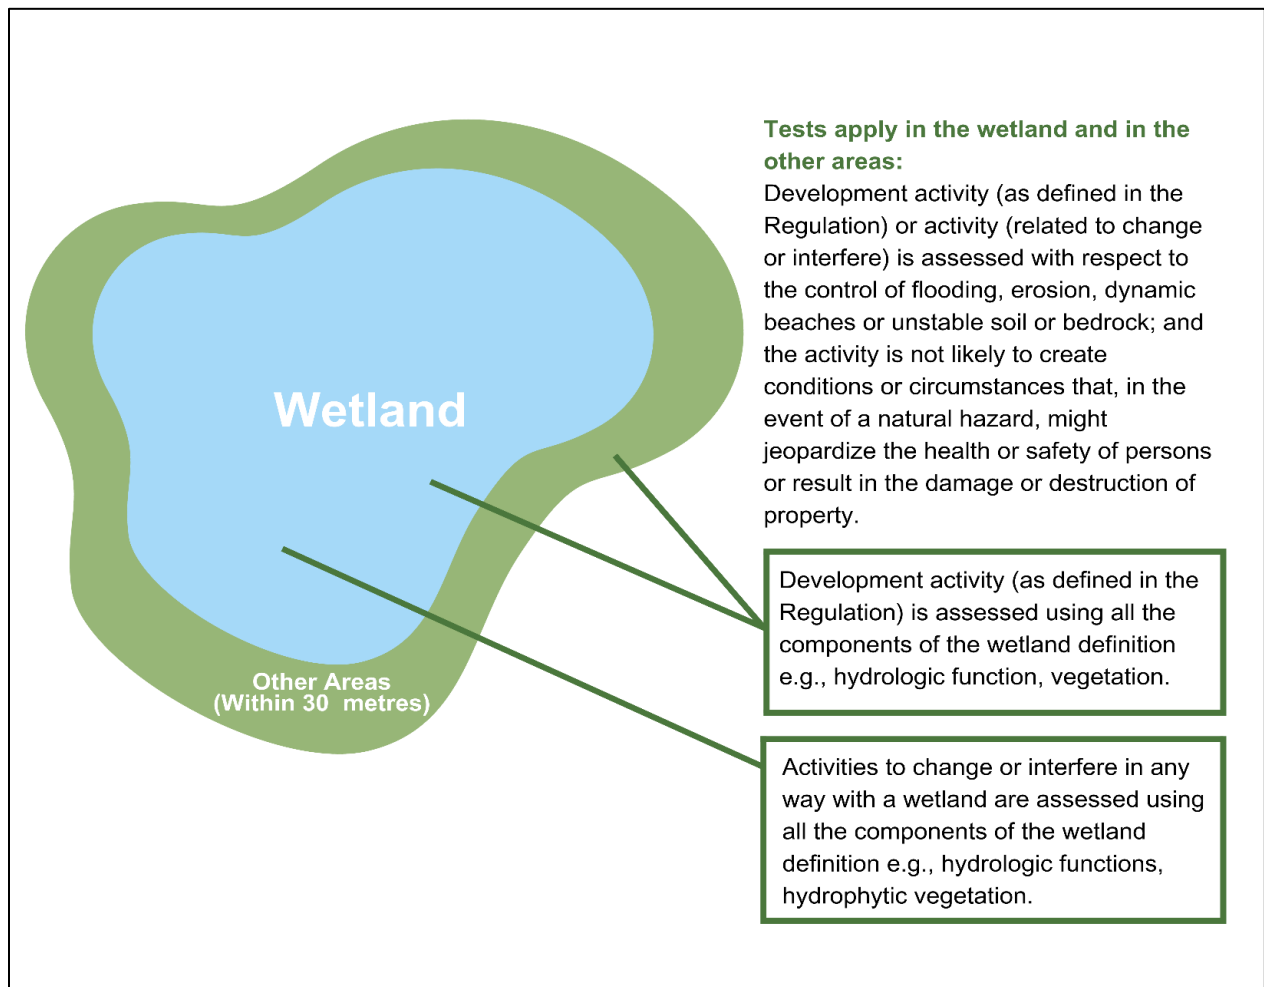 Wetland
Other Areas
(Within 30  metres)
Tests apply in the wetland and in the
other areas:
Development activity (as defined in the
Regulation) or activity (related to change
or interfere) is assessed with respect to
the control of flooding, erosion, dynamic
beaches or unstable soil or bedrock; and
the activity is not likely to create
conditions or circumstances that, in the
event of a natural hazard, might
jeopardize the health or safety of persons
or result in the damage or destruction of
property.
Development activity (as defined in the
Regulation) is assessed using all the
components of the wetland definition
e.g., hydrologic function, vegetation.
Activities to change or interfere in any
way with a wetland are assessed using
all the components of the wetland
definition e.g., hydrologic functions,
hydrophytic vegetation.